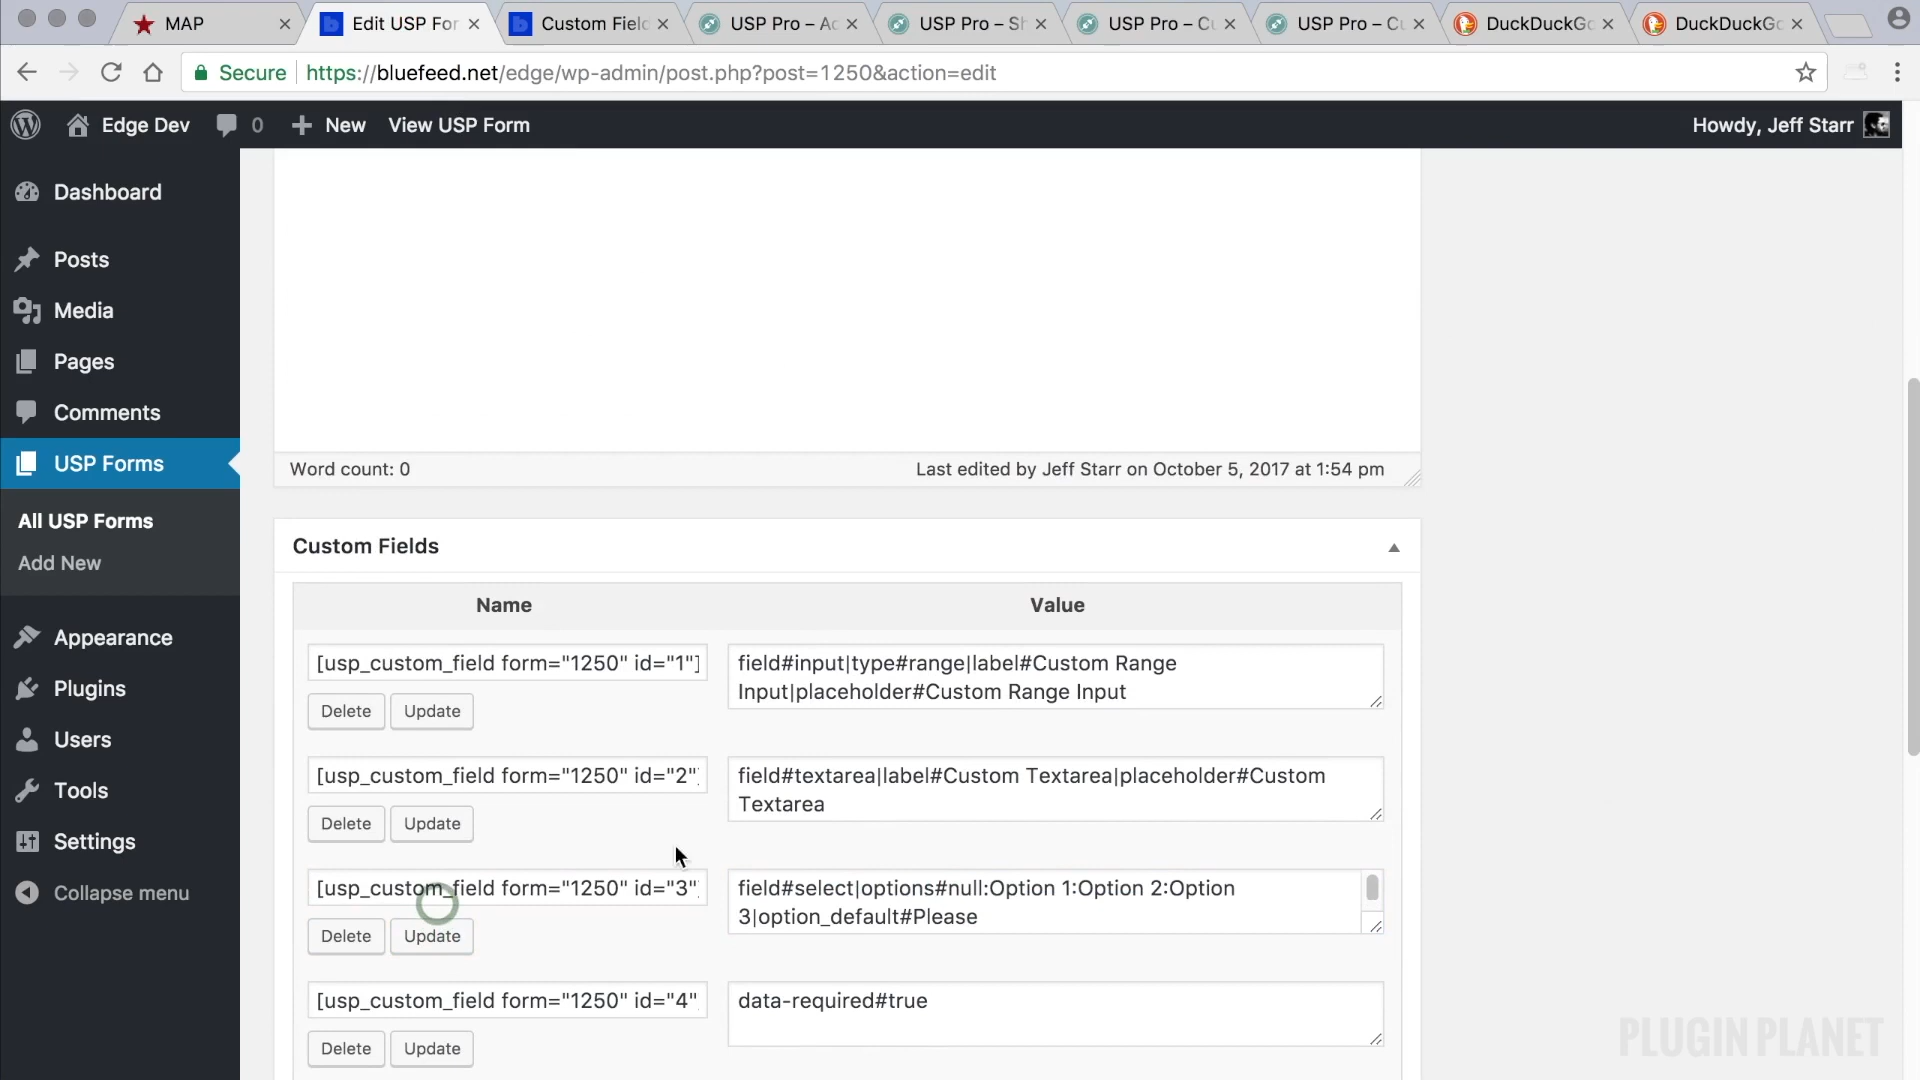 MAP
Edit USP For
Custom Field
USP Pro – Ac
USP Pro – Sh
USP Pro – Cu
USP Pro – Cu
DuckDuckGo
DuckDuckGo
Secure
https://bluefeed.net/edge/wp-admin/post.php?post=1250&action=edit
Edge Dev
0
New
View USP Form
Howdy, Jeff Starr
Dashboard
Posts
Media
Pages
Comments
USP Forms
All USP Forms
Add New
Appearance
Plugins
Users
Tools
Settings
Collapse menu
Word count: 0
Last edited by Jeff Starr on October 5, 2017 at 1:54 pm
Custom Fields
Name
Value
[usp_custom_field form="1250" id="1"]
field#input|type#range|label#Custom Range
Input|placeholder#Custom Range Input
Delete
Update
[usp_custom_field form="1250" id="2"]
field#textarea|label#Custom Textarea|placeholder#Custom
Textarea
Delete
Update
[usp_custom_field form="1250" id="3"
field#select|options#null:Option 1:Option 2:Option
3|option_default#Please
Delete
Update
[usp_custom_field form="1250" id="4"
data-required#true
Delete
Update
PLUGIN PLANET